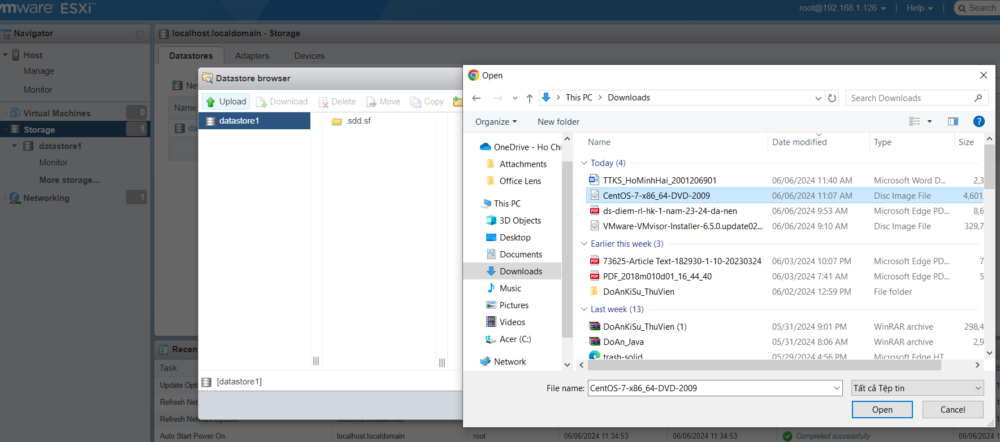 vmware ESXi™
root@192.168.1.126 | Help | Search
Navigator
localhost.localdomain - Storage
Host
Manage
Monitor
Virtual Machines 0
Storage 1
datastore1
Monitor
More storage...
Networking 1
Datastores Adapters Devices
Name
Datastore browser
Upload Download Delete Move Copy
datastore1 .sdd.sf
[datastore1]
Open
This PC Downloads
Search Downloads
Organize New folder
OneDrive - Ho Chi
Attachments
Office Lens
This PC
3D Objects
Desktop
Documents
Downloads
Music
Pictures
Videos
Acer (C:)
Network
Name Date modified Type Size
Today (4)
TTKS_HoMinhHai_2001206901 06/06/2024 11:40 AM Microsoft Word D... 2,3
CentOS-7-x86_64-DVD-2009 06/06/2024 11:07 AM Disc Image File 4,601,
ds-diem-rl-hk-1-nam-23-24-da-nen 06/06/2024 9:53 AM Microsoft Edge PD... 8,6
VMware-VMvisor-Installer-6.5.0.update02... 06/06/2024 9:10 AM Disc Image File 329,7
Earlier this week (3)
73625-Article Text-182930-1-10-20230324 06/03/2024 10:07 PM Microsoft Edge PD... 7
PDF_2018m010d01_16_44_40 06/03/2024 7:41 AM Microsoft Edge PD... 5
DoAnKiSu_ThuVien 06/02/2024 12:59 PM File folder
Last week (13)
DoAnKiSu_ThuVien (1) 05/31/2024 9:01 PM WinRAR archive 298,4
DoAn_Java 05/31/2024 8:06 AM WinRAR archive 2,9
trash-solid 05/29/2024 4:56 PM Microsoft Edge HT
File name: CentOS-7-x86_64-DVD-2009 Tất cả Tệp tin
Open Cancel
Recen
Task
Update Opti
Refresh Net
Refresh Network System localhost.localdomain
Auto Start Power On localhost.localdomain root 06/06/2024 11:34:53 06/06/2024 11:34:53 Completed successfully